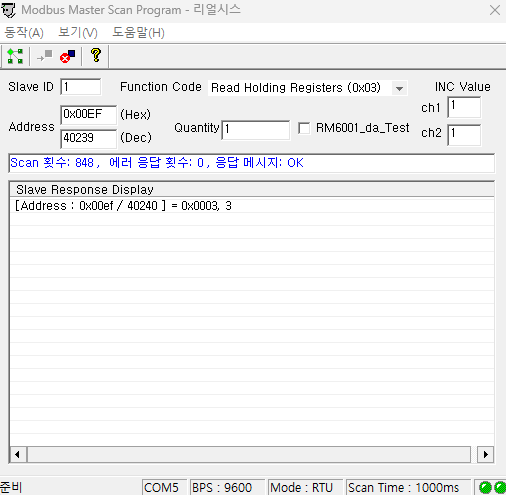 Modbus Master Scan Program - 리얼시스
동작(A) 보기(V) 도움말(H)
Slave ID 1 Function Code Read Holding Registers (0x03) INC Value
ch1 1
Address 0x00EF (Hex)
40239 (Dec)
Quantity 1 RM6001_da_Test
ch2 1
Scan 횟수: 848 , 에러 응답 횟수: 0 , 응답 메시지: OK
Slave Response Display
[Address : 0x00ef / 40240 ] = 0x0003, 3
준비 COM5 BPS : 9600 Mode : RTU Scan Time : 1000ms